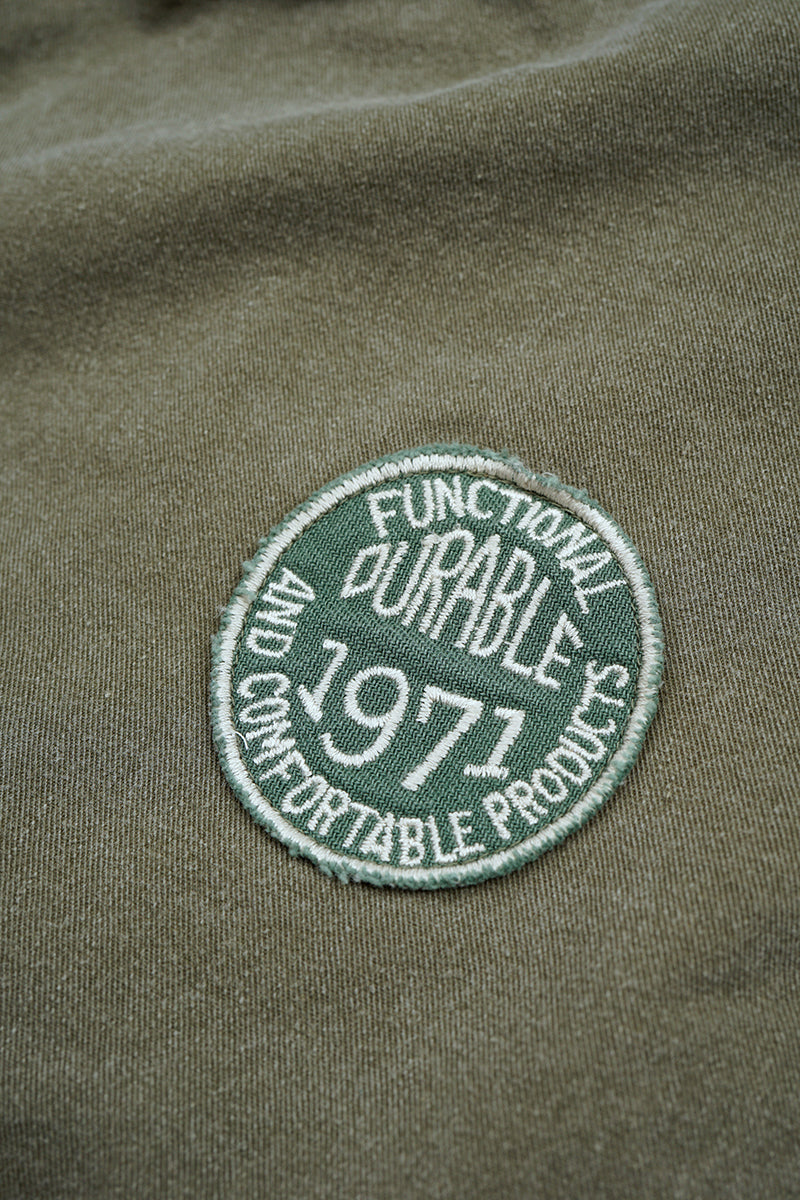 FUNCTIONAL
DURABLE
1971
AND COMFORTABLE PRODUCTS